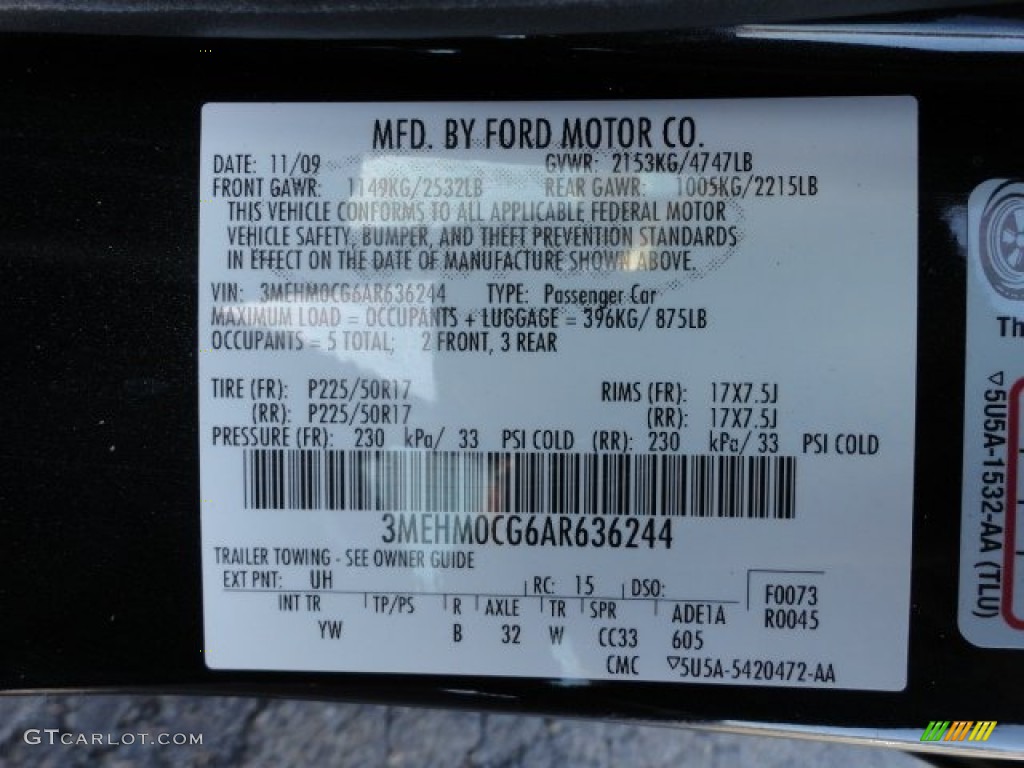 MFD. BY FORD MOTOR CO.
DATE: 11/09 GVWR: 2153KG/4747LB
FRONT GAWR: 1149KG/2532LB REAR GAWR: 1005KG/2215LB
THIS VEHICLE CONFORMS TO ALL APPLICABLE FEDERAL MOTOR
VEHICLE SAFETY, BUMPER, AND THEFT PREVENTION STANDARDS
IN EFFECT ON THE DATE OF MANUFACTURE SHOWN ABOVE.
VIN: 3MEHM0CG6AR636244 TYPE: Passenger Car
MAXIMUM LOAD = OCCUPANTS + LUGGAGE = 396KG/ 875LB
OCCUPANTS = 5 TOTAL; 2 FRONT, 3 REAR
TIRE (FR): P225/50R17 RIMS (FR): 17X7.5J
(RR): P225/50R17 (RR): 17X7.5J
PRESSURE (FR): 230 kPa/ 33 PSI COLD (RR): 230 kPa/ 33 PSI COLD
3MEHM0CG6AR636244
TRAILER TOWING - SEE OWNER GUIDE
EXT PNT: UH RC: 15 DSO: F0073
INT TR TP/PS R AXLE TR SPR ADE1A R0045
YW B 32 W CC33 605
CMC ▽5U5A-5420472-AA
Th
▽5U5A-1532-AA (TLU)
GTCARLOT.COM